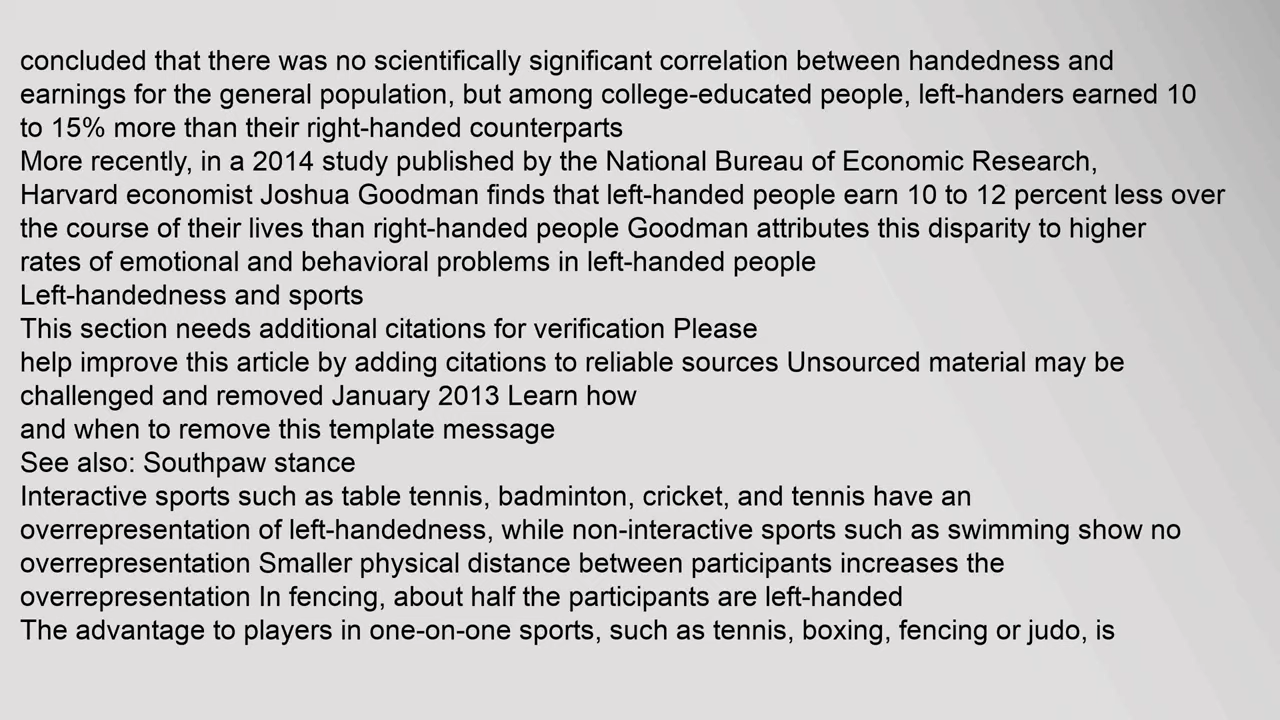 concluded that there was no scientifically significant correlation between handedness and
earnings for the general population, but among college-educated people, left-handers earned 10
to 15% more than their right-handed counterparts
More recently, in a 2014 study published by the National Bureau of Economic Research,
Harvard economist Joshua Goodman finds that left-handed people earn 10 to 12 percent less over
the course of their lives than right-handed people Goodman attributes this disparity to higher
rates of emotional and behavioral problems in left-handed people
Left-handedness and sports
This section needs additional citations for verification Please
help improve this article by adding citations to reliable sources Unsourced material may be
challenged and removed January 2013 Learn how
and when to remove this template message
See also: Southpaw stance
Interactive sports such as table tennis, badminton, cricket, and tennis have an
overrepresentation of left-handedness, while non-interactive sports such as swimming show no
overrepresentation Smaller physical distance between participants increases the
overrepresentation In fencing, about half the participants are left-handed
The advantage to players in one-on-one sports, such as tennis, boxing, fencing or judo, is